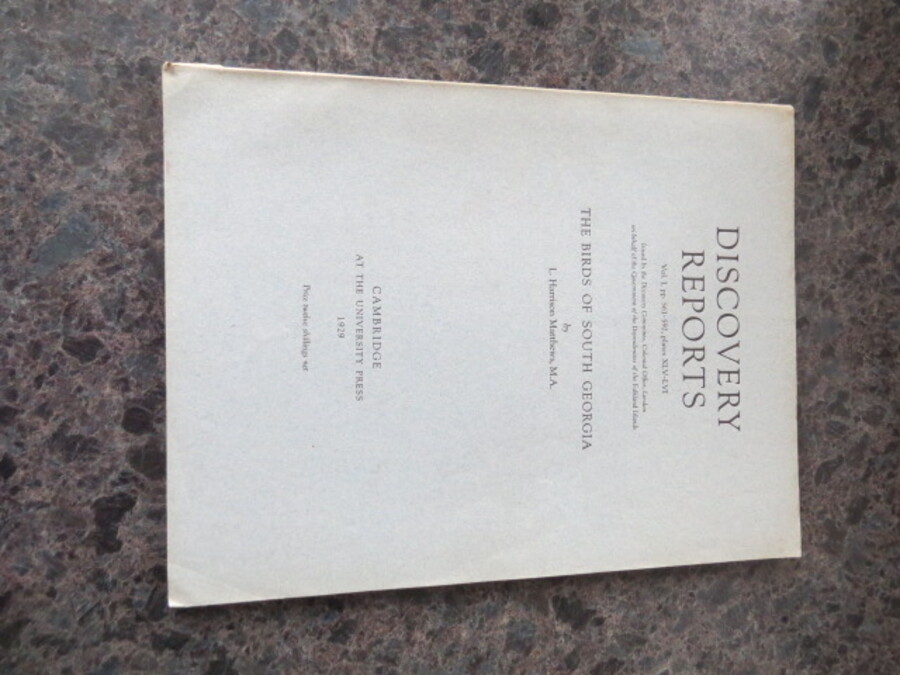 DISCOVERY
REPORTS
Vol. I, pp. 561-592, plates XLV-LVI
Issued by the Discovery Committee, Colonial Office, London
on behalf of the Government of the Dependencies of the Falkland Islands
THE BIRDS OF SOUTH GEORGIA
by
L. Harrison Matthews, M.A.
CAMBRIDGE
AT THE UNIVERSITY PRESS
1929
Price twelve shillings net